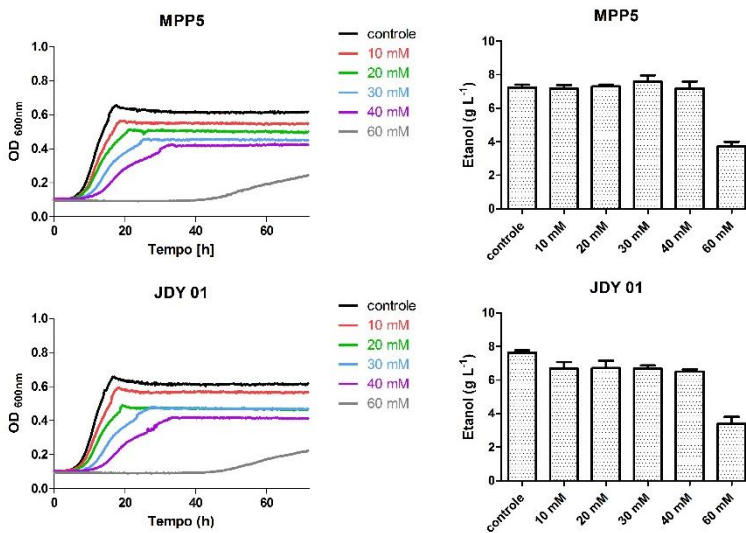 MPP5
OD 600nm
1.0
0.8
0.6
0.4
0.2
0.0
0
20
40
60
Tempo [h]
controle
10 mM
20 mM
30 mM
40 mM
60 mM
MPP5
Etanol (g L-1)
10
8
6
4
2
0
controle
10 mM
20 mM
30 mM
40 mM
60 mM
JDY 01
OD 600nm
1.0
0.8
0.6
0.4
0.2
0.0
0
20
40
60
Tempo (h)
controle
10 mM
20 mM
30 mM
40 mM
60 mM
JDY 01
Etanol (g L-1)
10
8
6
4
2
0
controle
10 mM
20 mM
30 mM
40 mM
60 mM